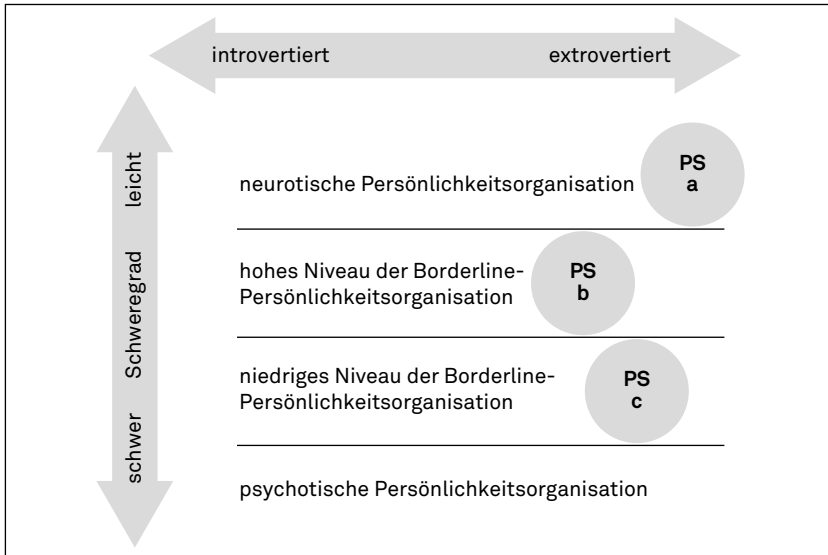 introvertiert extrovertiert
leicht
Schweregrad
schwer
neurotische Persönlichkeitsorganisation
PS
a
hohes Niveau der Borderline-
Persönlichkeitsorganisation
PS
b
niedriges Niveau der Borderline-
Persönlichkeitsorganisation
PS
c
psychotische Persönlichkeitsorganisation